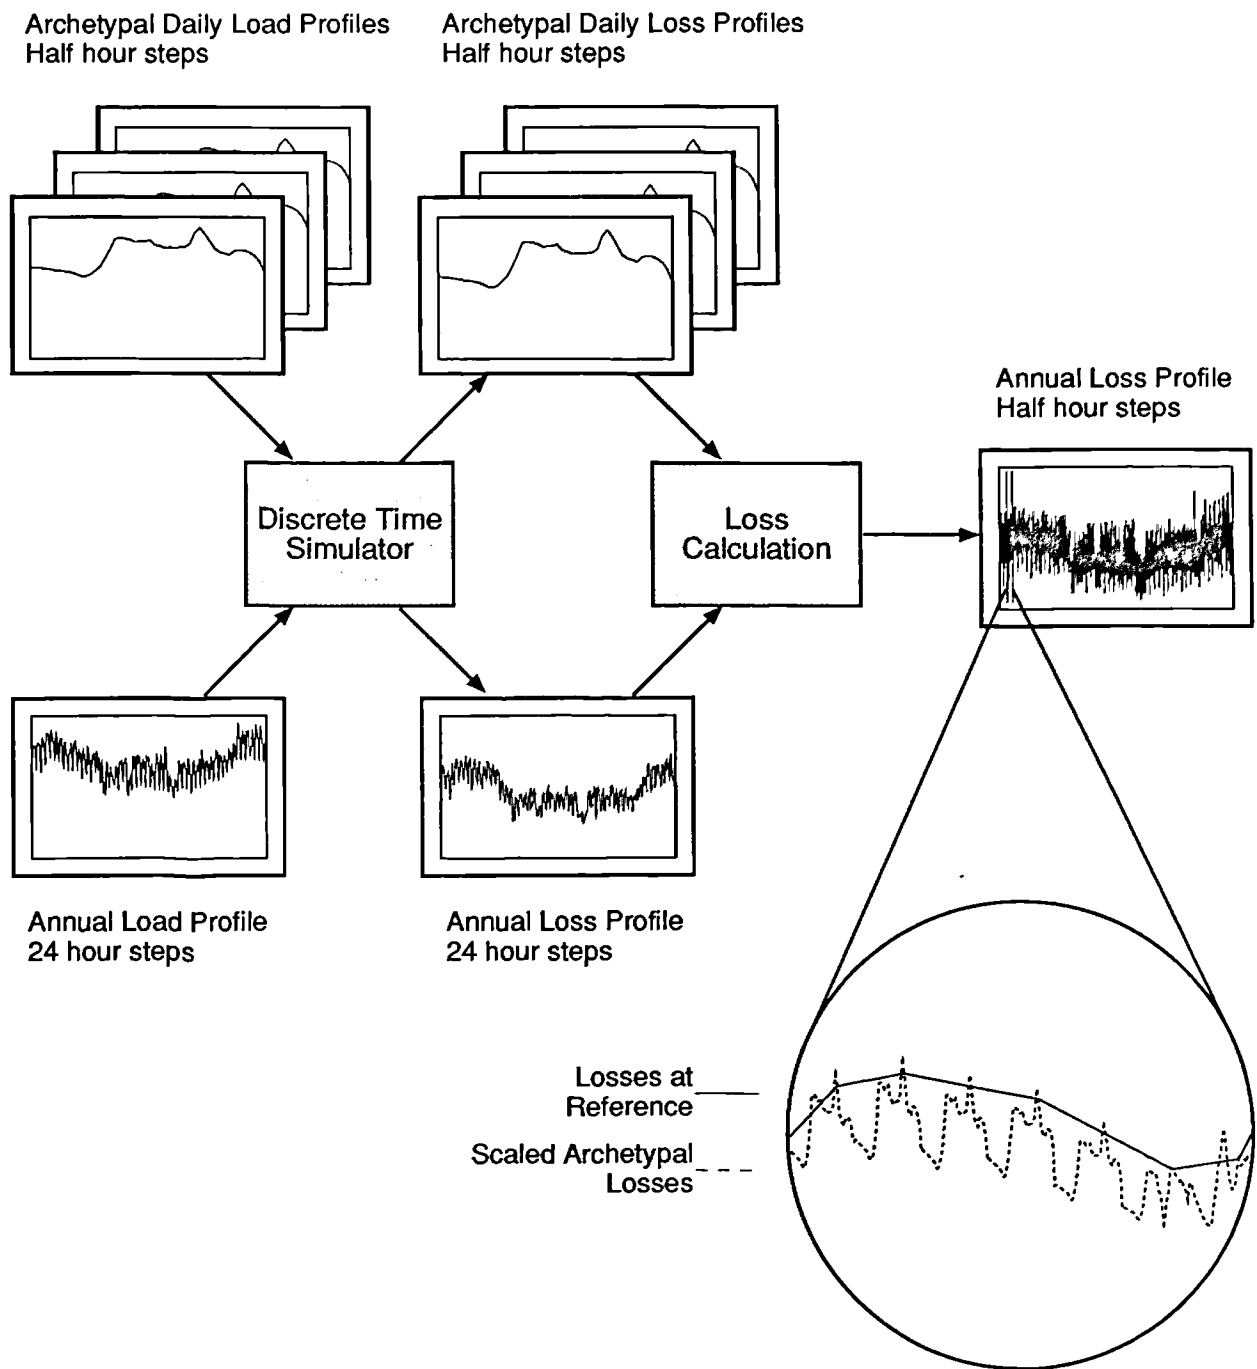 Archetypal Daily Load Profiles
Half hour steps
Archetypal Daily Loss Profiles
Half hour steps
Annual Loss Profile
Half hour steps
Discrete Time
Simulator
Loss
Calculation
Annual Load Profile
24 hour steps
Annual Loss Profile
24 hour steps
Losses at
Reference
Scaled Archetypal
Losses